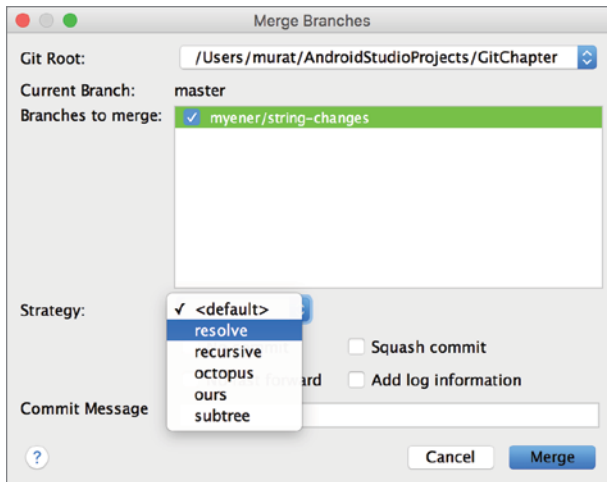 Merge Branches
Git Root: /Users/murat/AndroidStudioProjects/GitChapter
Current Branch: master
Branches to merge: myener/string-changes
Strategy: ✓ <default>
resolve
recursive
Squash commit
octopus
Add log information
ours
subtree
Commit Message
? Cancel Merge